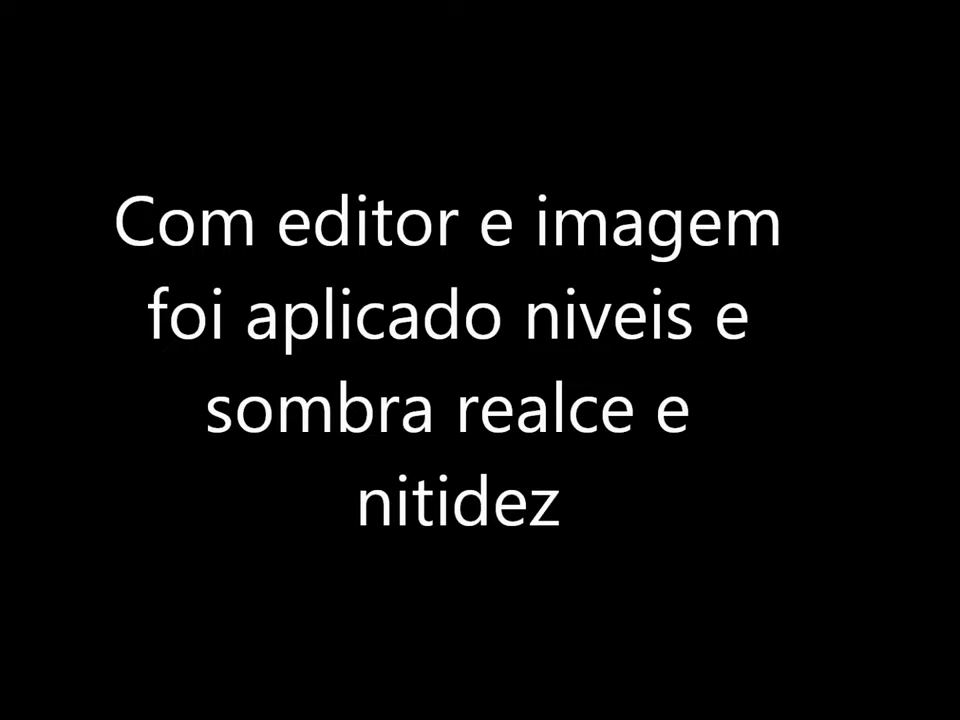 Com editor e imagem
foi aplicado niveis e
sombra realce e
nitidez